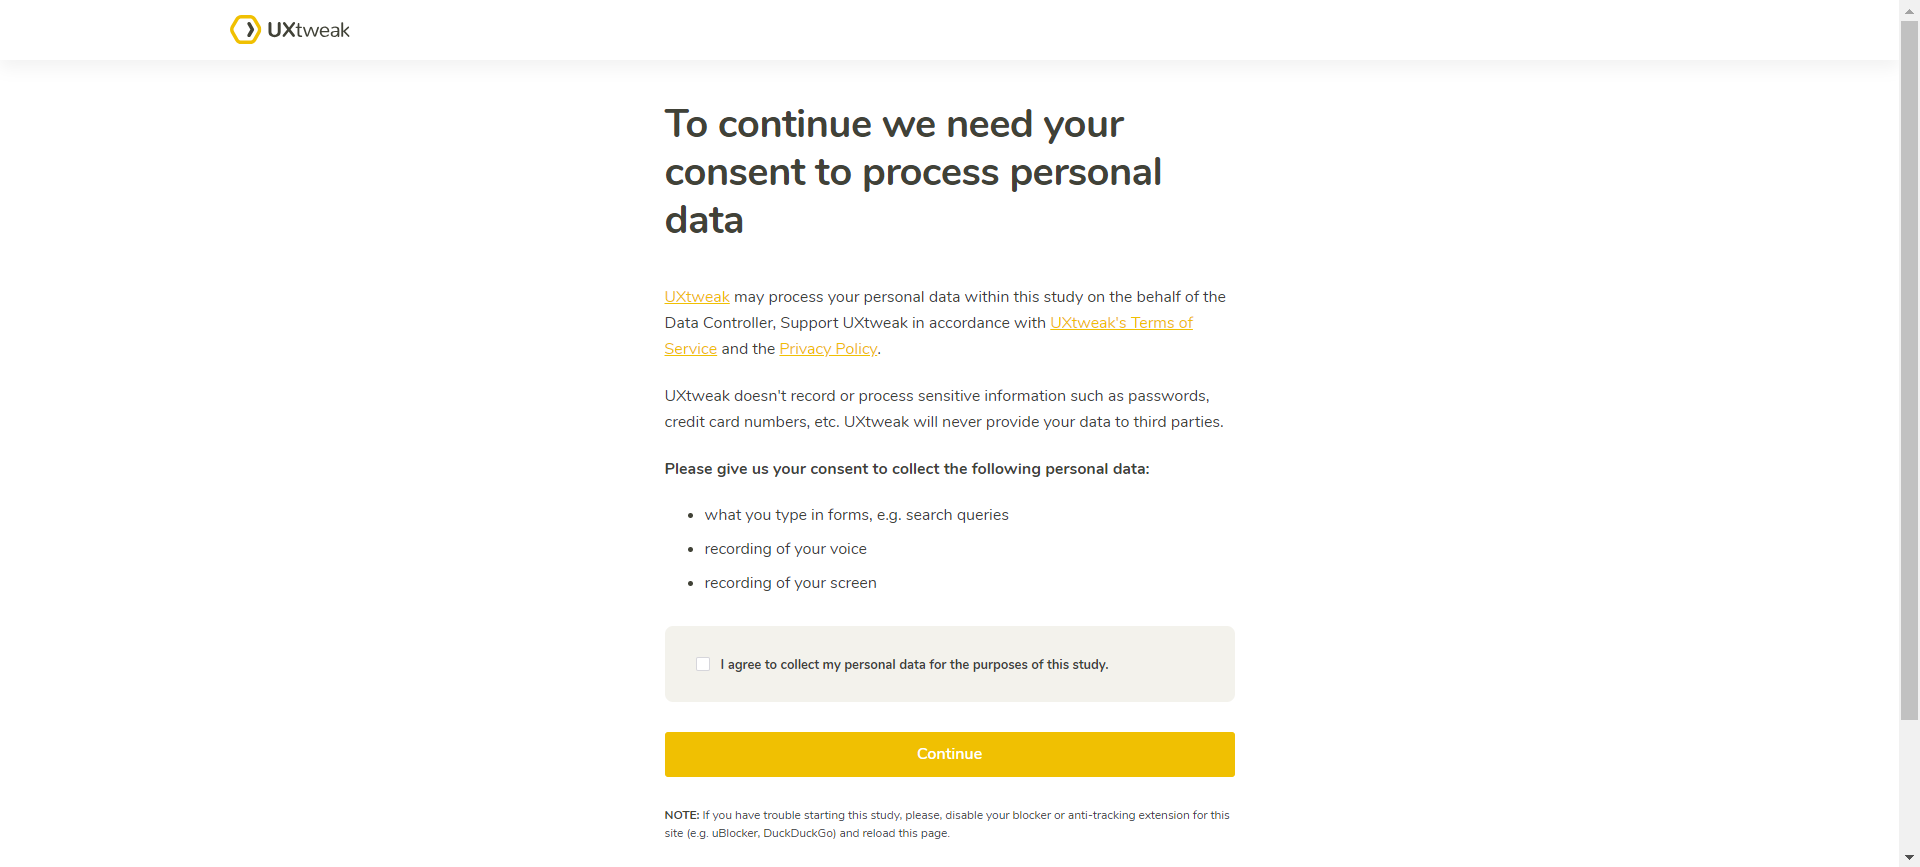 UXtweak
To continue we need your
consent to process personal
data
UXtweak may process your personal data within this study on the behalf of the
Data Controller, Support UXtweak in accordance with UXtweak's Terms of
Service and the Privacy Policy.
UXtweak doesn't record or process sensitive information such as passwords,
credit card numbers, etc. UXtweak will never provide your data to third parties.
Please give us your consent to collect the following personal data:
• what you type in forms, e.g. search queries
• recording of your voice
• recording of your screen
I agree to collect my personal data for the purposes of this study.
Continue
NOTE: If you have trouble starting this study, please, disable your blocker or anti-tracking extension for this
site (e.g. uBlocker, DuckDuckGo) and reload this page.